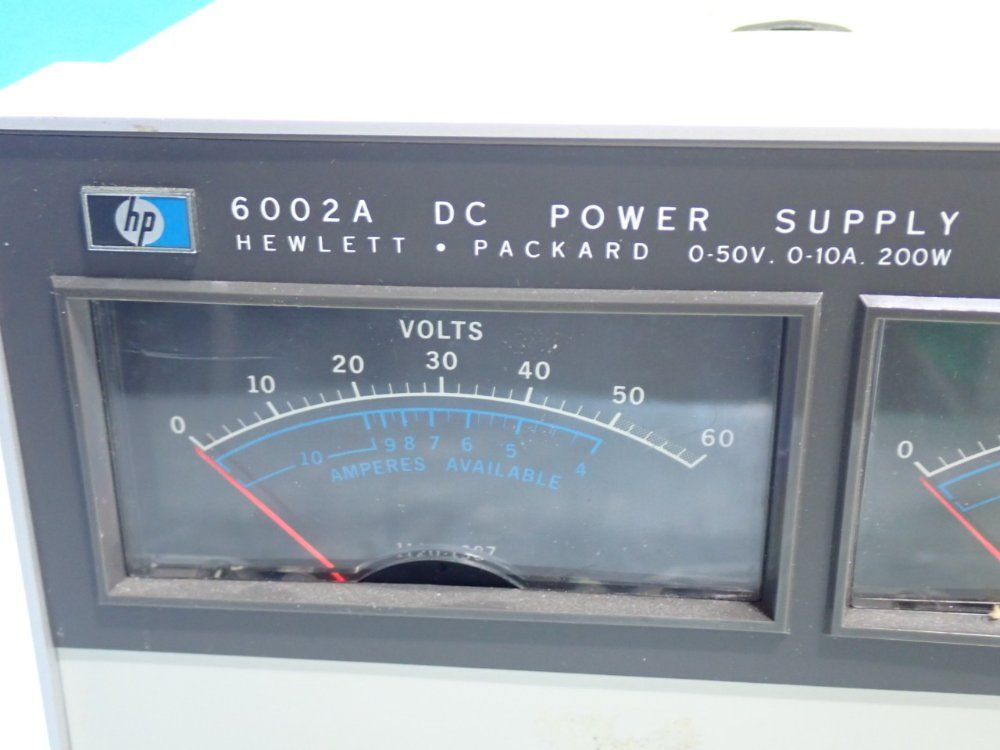 hp
6002A DC POWER SUPPLY
HEWLETT • PACKARD 0-50V. 0-10A. 200W
VOLTS
0 10 20 30 40 50 60
10 9 8 7 6 5 4
AMPERES AVAILABLE
0